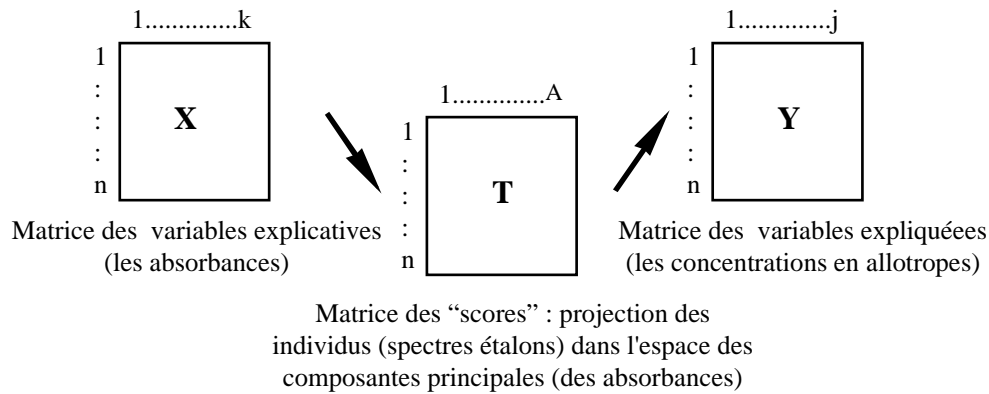 1.............k
1
:
:
:
n
X
Matrice des variables explicatives
(les absorbances)
1..............A
1
:
:
:
n
T
Matrice des “scores” : projection des
individus (spectres étalons) dans l'espace des
composantes principales (des absorbances)
1..............j
1
:
:
:
n
Y
Matrice des variables expliquéees
(les concentrations en allotropes)